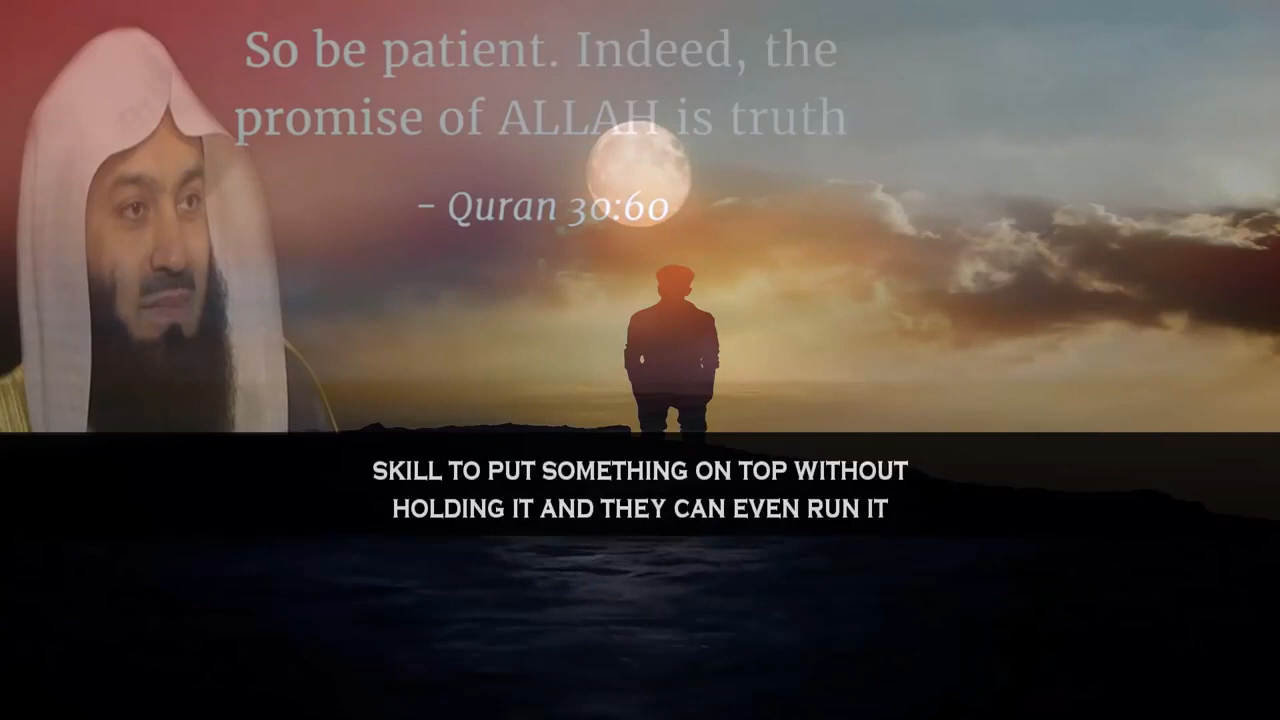 So be patient. Indeed, the
promise of ALLAH is truth
- Quran 30:60
SKILL TO PUT SOMETHING ON TOP WITHOUT
HOLDING IT AND THEY CAN EVEN RUN IT